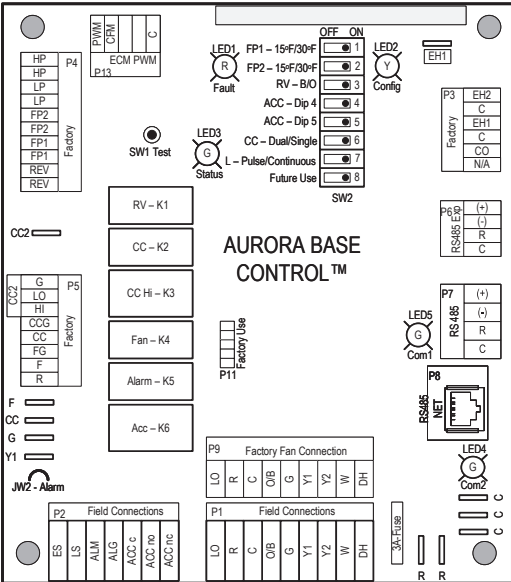 PWM
CFM
C
ECM PWM
P13
OFF ON
LED1
R
Fault
FP1 – 15ºF/30ºF 1
FP2 – 15ºF/30ºF 2
RV – B/O 3
ACC – Dip 4 4
ACC – Dip 5 5
CC – Dual/Single 6
L – Pulse/Continuous 7
Future Use 8
SW2
LED2
Y
Config
EH1
HP
HP
LP
LP
FP2
FP2
FP1
FP1
REV
REV
P4
Factory
SW1 Test
LED3
G
Status
P3
Factory
EH2
C
EH1
C
CO
N/A
P6
RS485 Exp
(+)
(-)
R
C
CC2
RV – K1
CC – K2
CC Hi – K3
Fan – K4
Alarm – K5
Acc – K6
AURORA BASE
CONTROL™
CC2
G
LO
HI
CCG
CC
FG
F
R
P5
Factory
P11
Factory Use
LED5
G
Com1
P7
RS 485
(+)
(-)
R
C
P8
RS485
NET
F
CC
G
Y1
JW2 - Alarm
LED4
G
Com2
P9 Factory Fan Connection
LO
R
C
O/B
G
Y1
Y2
W
DH
P2 Field Connections
ES
LS
ALM
ALG
ACC c
ACC no
ACC nc
P1 Field Connections
LO
R
C
O/B
G
Y1
Y2
W
DH
3A-Fuse
C
C
C
R R